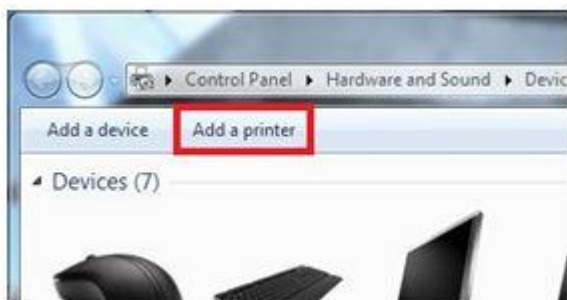 Control Panel ▸ Hardware and Sound ▸
Add a device Add a printer
Devices (7)